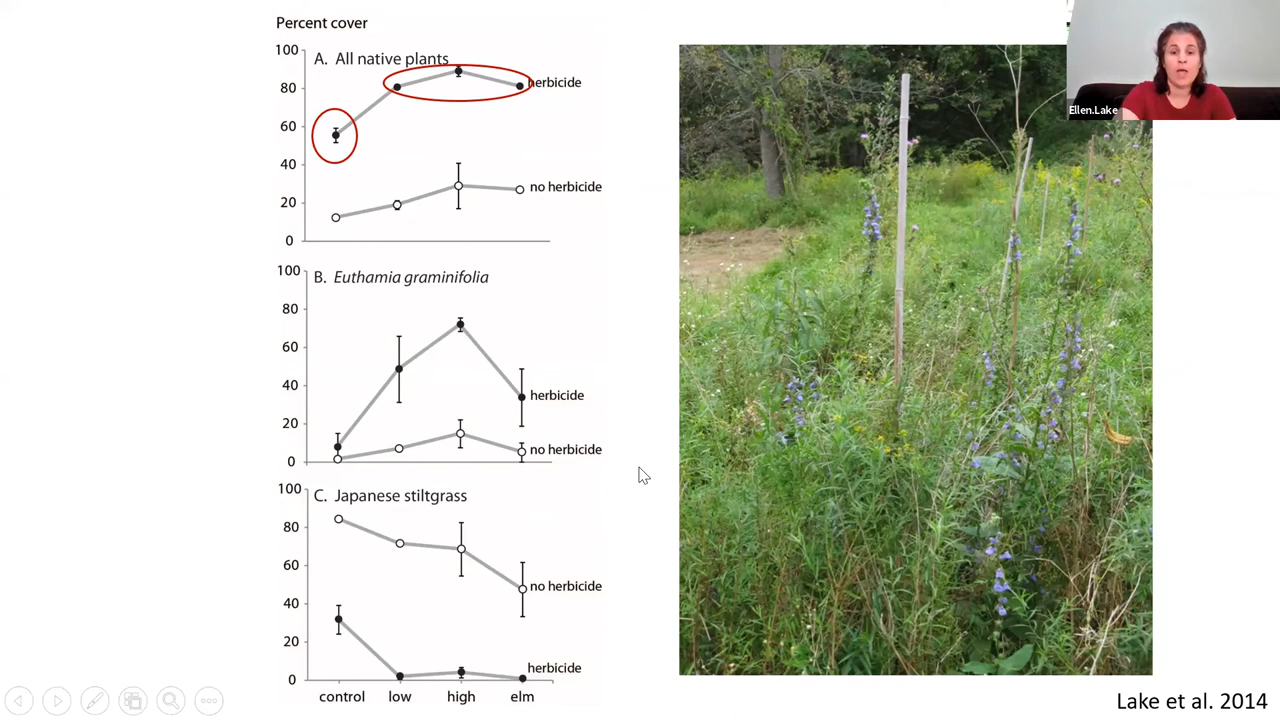 Percent cover
100
A. All native plants
80
herbicide
60
40
no herbicide
20
0
100
B. Euthamia graminifolia
80
60
40
herbicide
20
no herbicide
0
100
C. Japanese stiltgrass
80
60
no herbicide
40
20
herbicide
0
control low high elm
Ellen.Lake
Lake et al. 2014